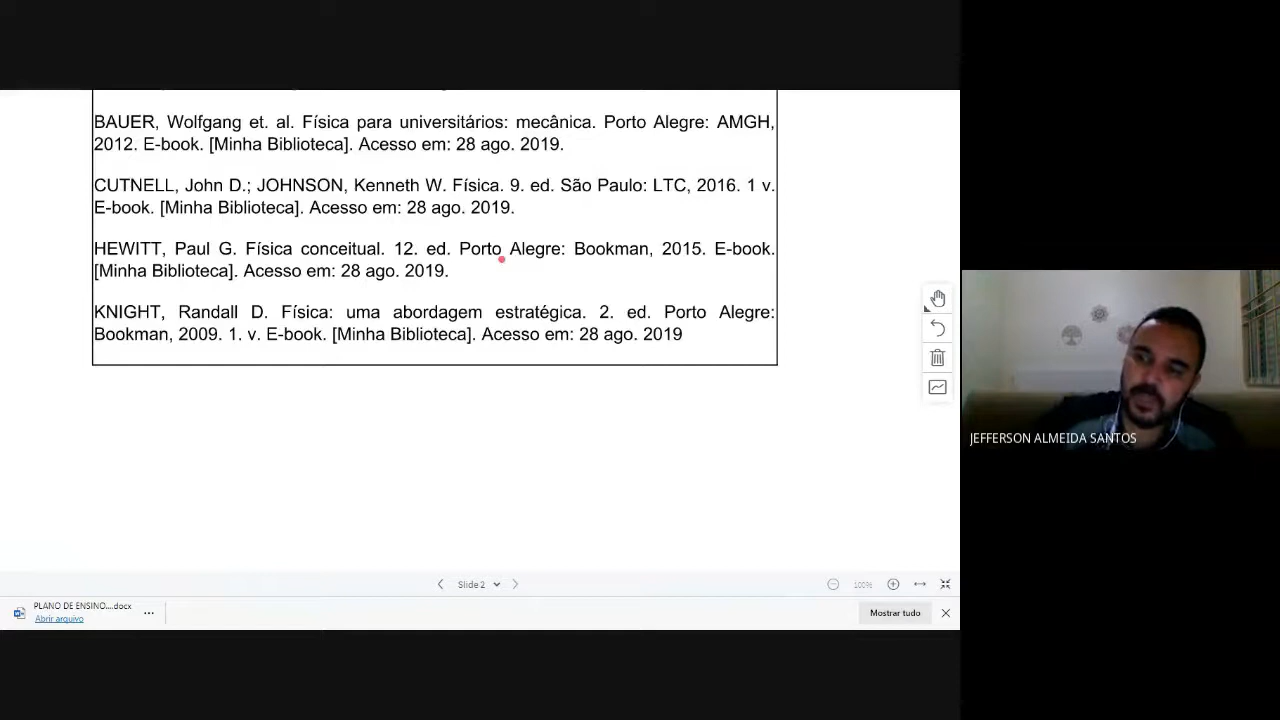 BAUER, Wolfgang et. al. Física para universitários: mecânica. Porto Alegre: AMGH,
2012. E-book. [Minha Biblioteca]. Acesso em: 28 ago. 2019.
CUTNELL, John D.; JOHNSON, Kenneth W. Física. 9. ed. São Paulo: LTC, 2016. 1 v.
E-book. [Minha Biblioteca]. Acesso em: 28 ago. 2019.
HEWITT, Paul G. Física conceitual. 12. ed. Porto Alegre: Bookman, 2015. E-book.
[Minha Biblioteca]. Acesso em: 28 ago. 2019.
KNIGHT, Randall D. Física: uma abordagem estratégica. 2. ed. Porto Alegre:
Bookman, 2009. 1. v. E-book. [Minha Biblioteca]. Acesso em: 28 ago. 2019
JEFFERSON ALMEIDA SANTOS
Slide 2
100%
PLANO DE ENSINO....docx
Abrir arquivo
Mostrar tudo